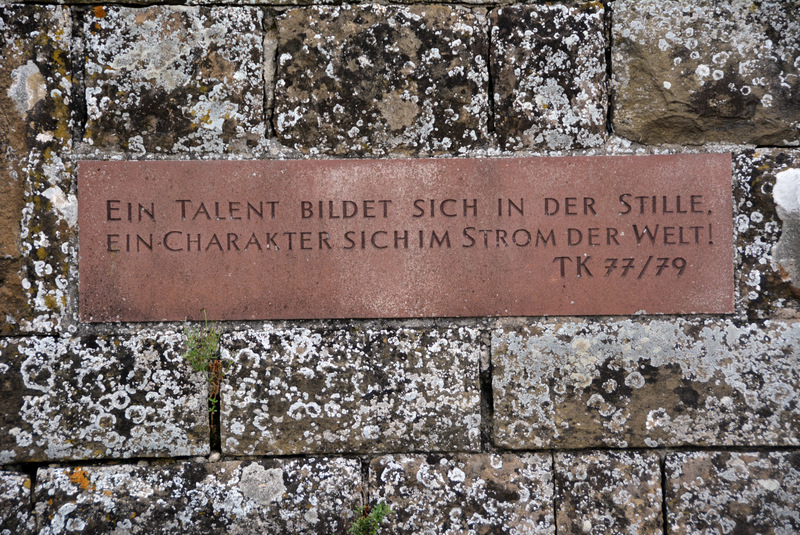 Ein Talent bildet sich in der Stille,
ein Charakter sich im Strom der Welt!
TK 77/79